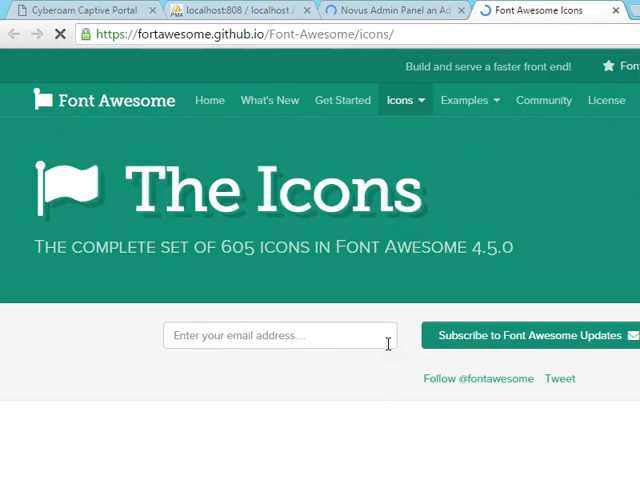 Cyberoam Captive Portal
localhost:808 / localhost /
Novus Admin Panel an Ad
Font Awesome Icons
https://fortawesome.github.io/Font-Awesome/icons/
Build and serve a faster front end!
Font
Font Awesome
Home
What's New
Get Started
Icons
Examples
Community
License
The Icons
The complete set of 605 icons in Font Awesome 4.5.0
Enter your email address...
Subscribe to Font Awesome Updates
Follow @fontawesome
Tweet